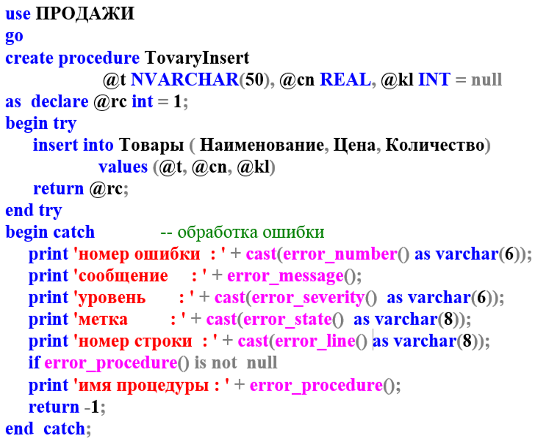 use ПРОДАЖИ
go
create procedure TovaryInsert
@t NVARCHAR(50), @cn REAL, @kl INT = null
as declare @rc int = 1;
begin try
insert into Товары ( Наименование, Цена, Количество)
values (@t, @cn, @kl)
return @rc;
end try
begin catch -- обработка ошибки
print 'номер ошибки : ' + cast(error_number() as varchar(6));
print 'сообщение : ' + error_message();
print 'уровень : ' + cast(error_severity() as varchar(6));
print 'метка : ' + cast(error_state() as varchar(8));
print 'номер строки : ' + cast(error_line() as varchar(8));
if error_procedure() is not null
print 'имя процедуры : ' + error_procedure();
return -1;
end catch;